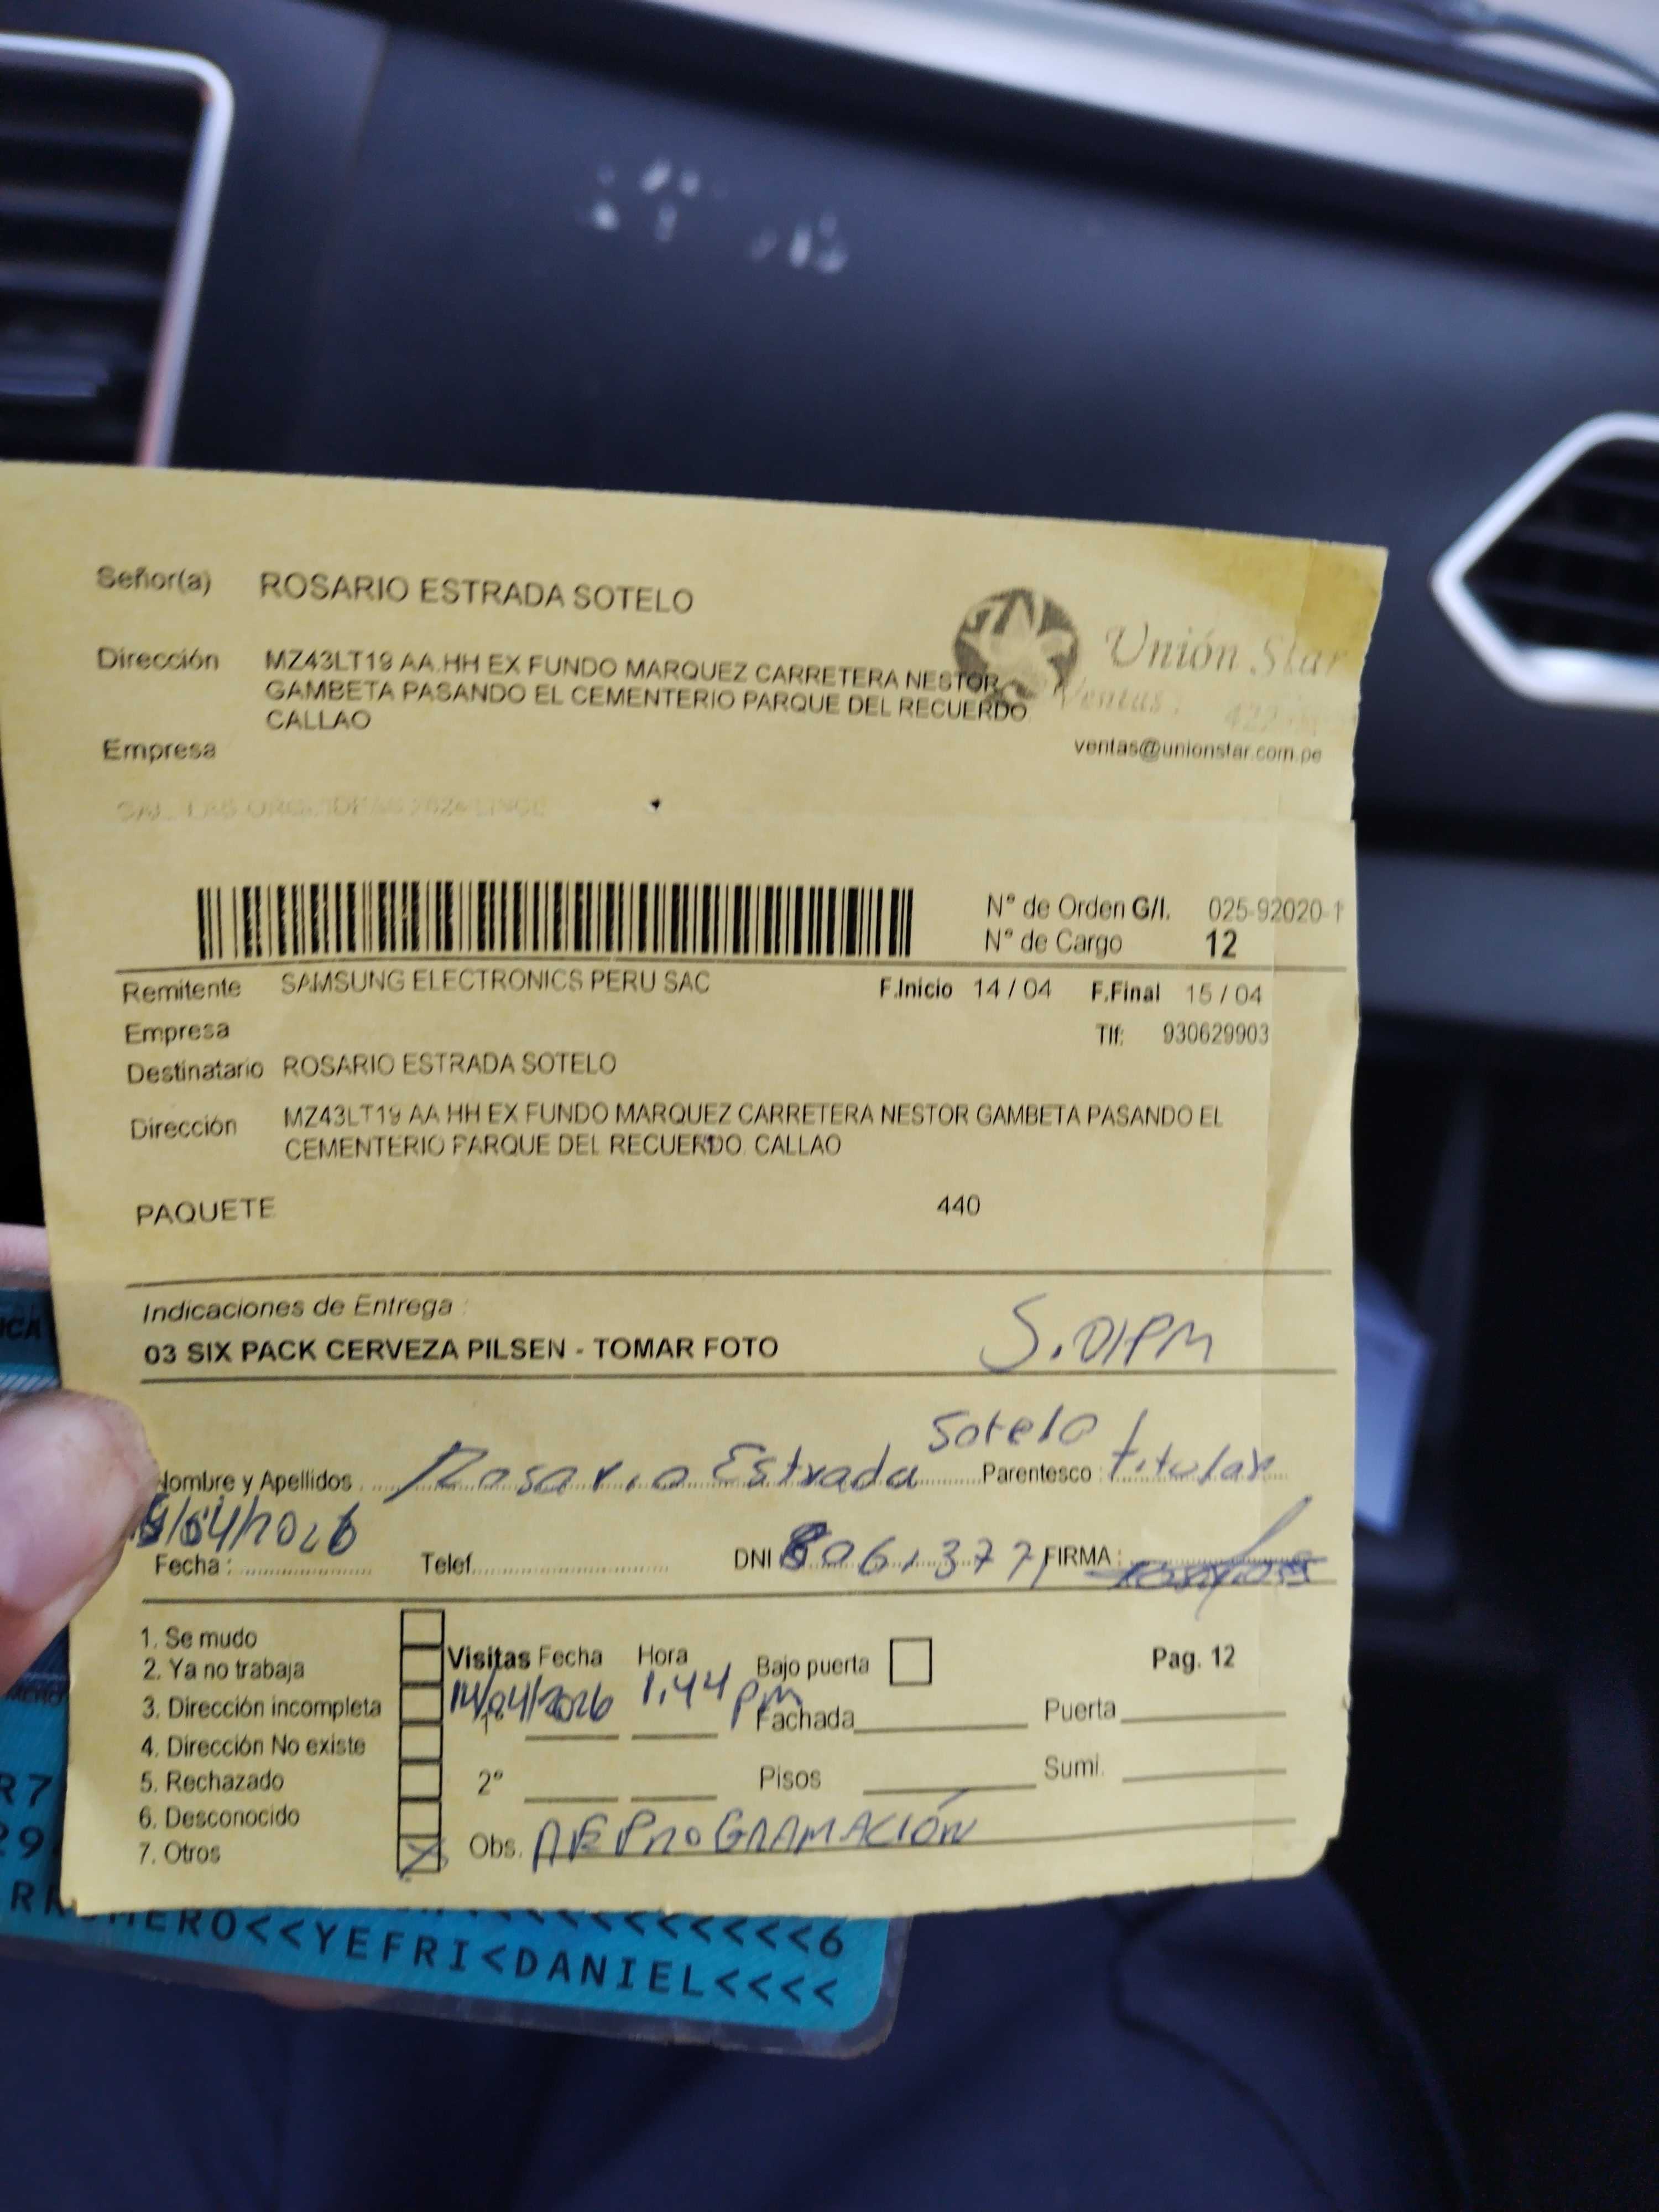 Señor(a) ROSARIO ESTRADA SOTELO
Dirección MZ43LT19 AA.HH EX FUNDO MARQUEZ CARRETERA NESTOR
GAMBETA PASANDO EL CEMENTERIO PARQUE DEL RECUERDO
CALLAO
Unión Star
Ventas:
Empresa
ventas@unionstar.com.pe
N° de Orden G/I. 025-92020-1
N° de Cargo 12
Remitente SAMSUNG ELECTRONICS PERU SAC F.Inicio 14 / 04 F.Final 15 / 04
Empresa Tlf: 930629903
Destinatario ROSARIO ESTRADA SOTELO
Dirección MZ43LT19 AA HH EX FUNDO MARQUEZ CARRETERA NESTOR GAMBETA PASANDO EL
CEMENTERIO PARQUE DEL RECUERDO. CALLAO
PAQUETE 440
Indicaciones de Entrega :
03 SIX PACK CERVEZA PILSEN - TOMAR FOTO
Sotelo
Nombre y Apellidos Rosario Estrada Parentesco : titular
/04/2026
Fecha : Telef. DNI FIRMA :
1. Se mudo
2. Ya no trabaja
3. Dirección incompleta
4. Dirección No existe
5. Rechazado
6. Desconocido
7. Otros X
Visitas Fecha Hora Bajo puerta Pag. 12
14/04/2026 1.44 pm
1° Fachada Puerta
2° Pisos Sumi.
Obs. REPROGRAMACIÓN
ERO<<YEFRI<DANIEL<<<<